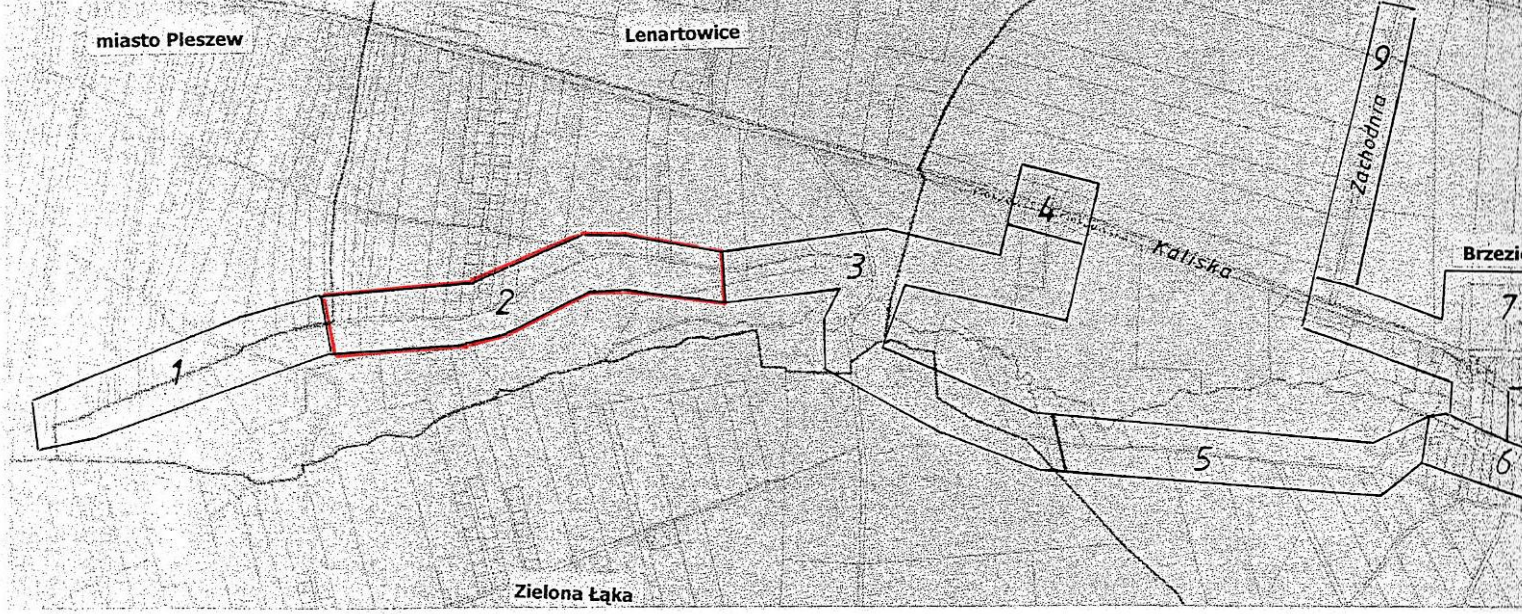 miasto Pleszew
Lenartowice
9
Zachodnia
4
Kaliska
Brzezi
3
2
7
1
5
6
Zielona Łąka